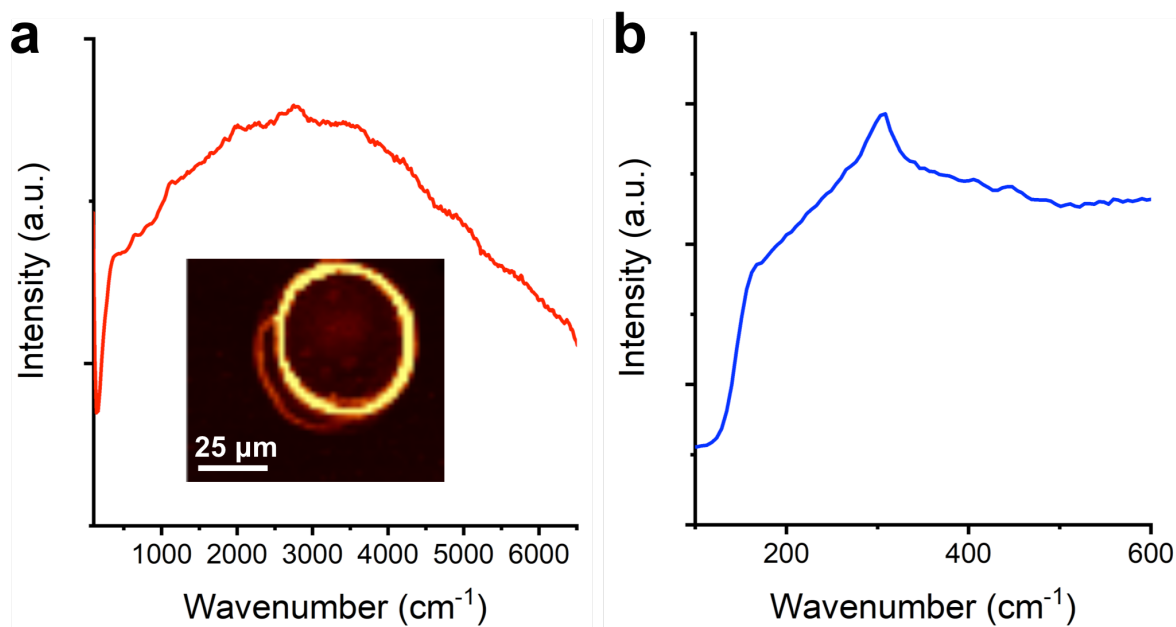 a
Intensity (a.u.)
25 µm
1000 2000 3000 4000 5000 6000
Wavenumber (cm⁻¹)
b
Intensity (a.u.)
200 400 600
Wavenumber (cm⁻¹)